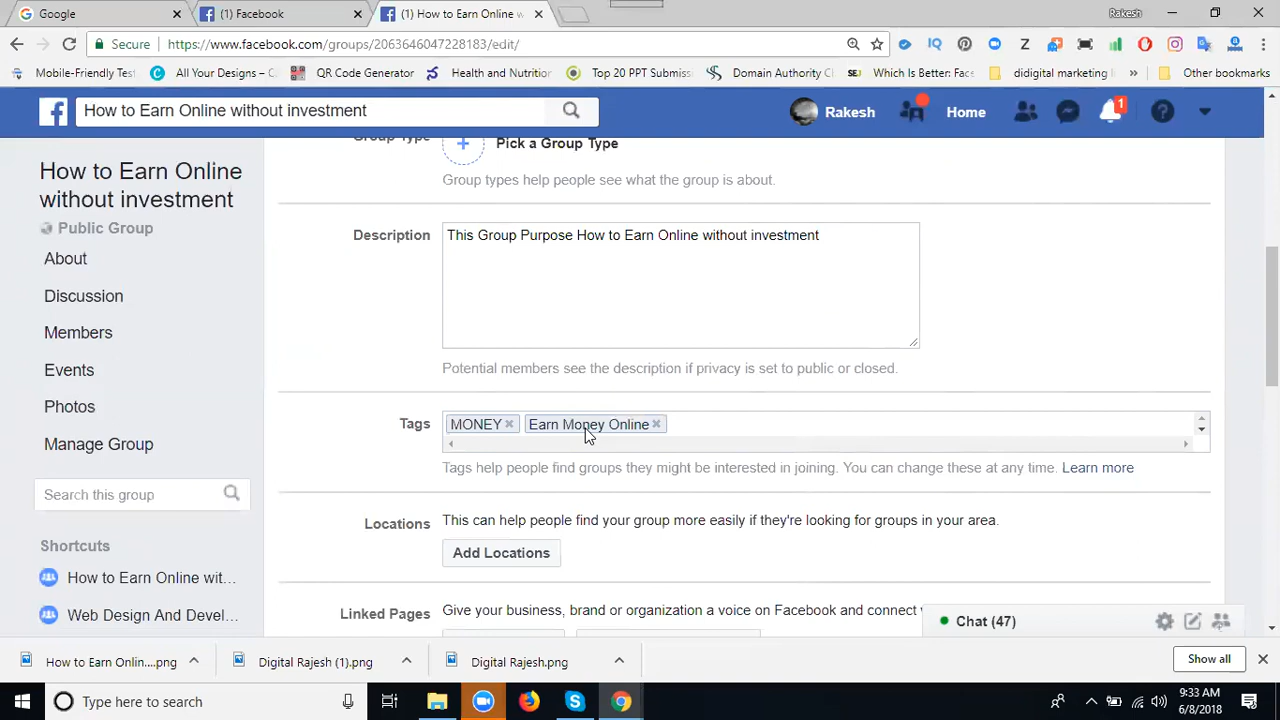 Google
(1) Facebook
(1) How to Earn Online w
Rakesh
Secure
https://www.facebook.com/groups/2063646047228183/edit/
Mobile-Friendly Test
All Your Designs –
QR Code Generator
Health and Nutrition
Top 20 PPT Submiss
Domain Authority C
Which Is Better: Fac
didigital marketing
Other bookmarks
How to Earn Online without investment
Rakesh
Home
1
How to Earn Online
without investment
Public Group
About
Discussion
Members
Events
Photos
Manage Group
Search this group
Shortcuts
How to Earn Online wit...
Web Design And Devel...
Group Type
Pick a Group Type
Group types help people see what the group is about.
Description
This Group Purpose How to Earn Online without investment
Potential members see the description if privacy is set to public or closed.
Tags
MONEY
Earn Money Online
Tags help people find groups they might be interested in joining. You can change these at any time. Learn more
Locations
This can help people find your group more easily if they're looking for groups in your area.
Add Locations
Linked Pages
Give your business, brand or organization a voice on Facebook and connect
Chat (47)
How to Earn Onlin....png
Digital Rajesh (1).png
Digital Rajesh.png
Show all
Type here to search
9:33 AM
6/8/2018